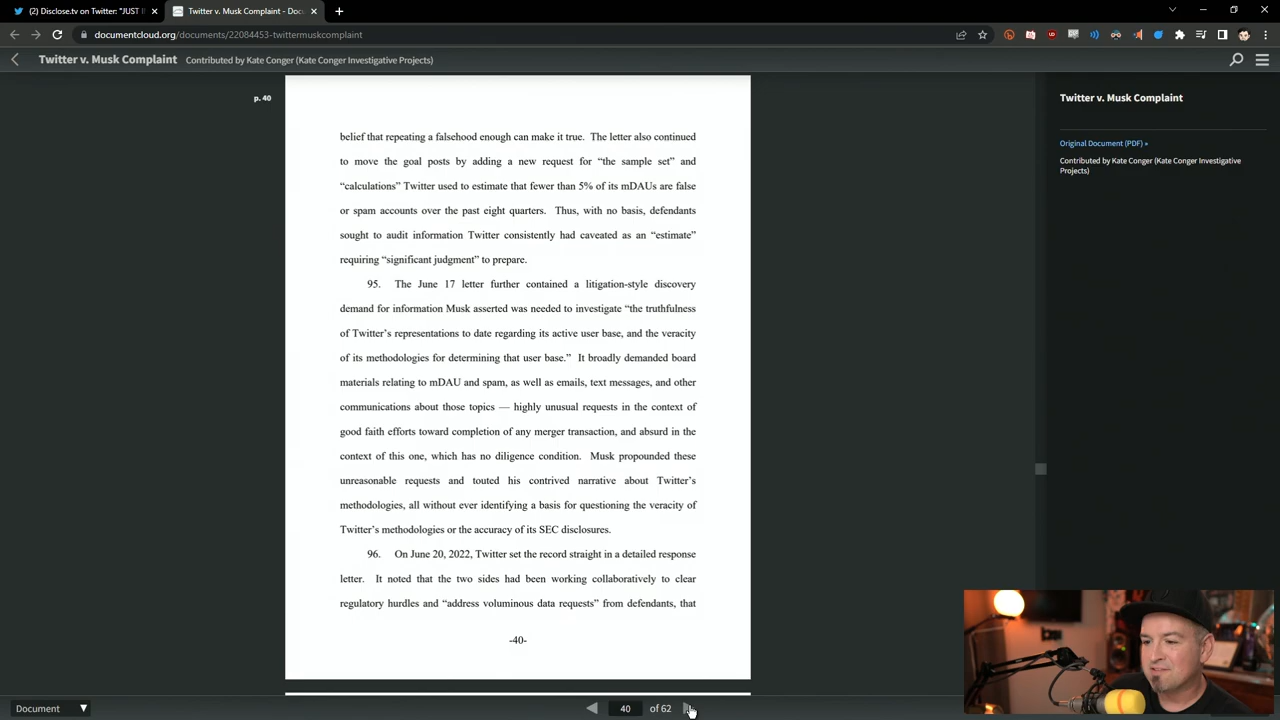 (2) Disclose.tv on Twitter: "JUST I
Twitter v. Musk Complaint - Doc
documentcloud.org/documents/22084453-twittermuskcomplaint
Twitter v. Musk Complaint Contributed by Kate Conger (Kate Conger Investigative Projects)
p. 40
belief that repeating a falsehood enough can make it true. The letter also continued
to move the goal posts by adding a new request for “the sample set” and
“calculations” Twitter used to estimate that fewer than 5% of its mDAUs are false
or spam accounts over the past eight quarters. Thus, with no basis, defendants
sought to audit information Twitter consistently had caveated as an “estimate”
requiring “significant judgment” to prepare.
95. The June 17 letter further contained a litigation-style discovery
demand for information Musk asserted was needed to investigate “the truthfulness
of Twitter’s representations to date regarding its active user base, and the veracity
of its methodologies for determining that user base.” It broadly demanded board
materials relating to mDAU and spam, as well as emails, text messages, and other
communications about those topics — highly unusual requests in the context of
good faith efforts toward completion of any merger transaction, and absurd in the
context of this one, which has no diligence condition. Musk propounded these
unreasonable requests and touted his contrived narrative about Twitter’s
methodologies, all without ever identifying a basis for questioning the veracity of
Twitter’s methodologies or the accuracy of its SEC disclosures.
96. On June 20, 2022, Twitter set the record straight in a detailed response
letter. It noted that the two sides had been working collaboratively to clear
regulatory hurdles and “address voluminous data requests” from defendants, that
-40-
Twitter v. Musk Complaint
Original Document (PDF) »
Contributed by Kate Conger (Kate Conger Investigative
Projects)
Document
40 of 62